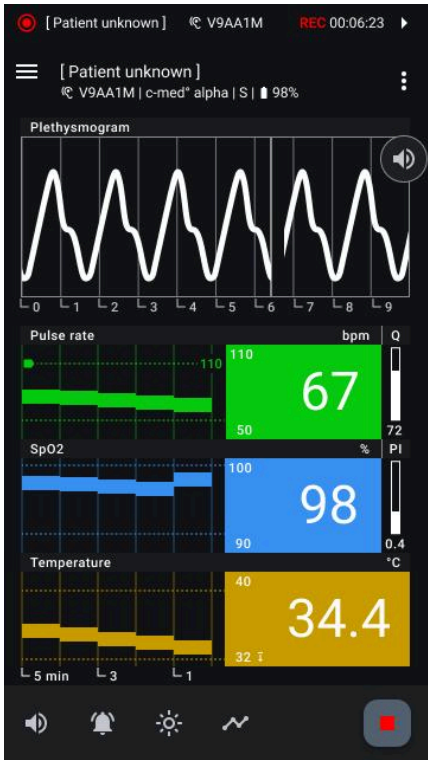 [ Patient unknown ] V9AA1M REC 00:06:23
[ Patient unknown ]
V9AA1M | c-med° alpha | S | 98%
Plethysmogram
0 1 2 3 4 5 6 7 8 9
Pulse rate bpm Q
110 110
67
50 72
SpO2 % PI
100
98
90 0.4
Temperature °C
40
34.4
32
5 min 3 1